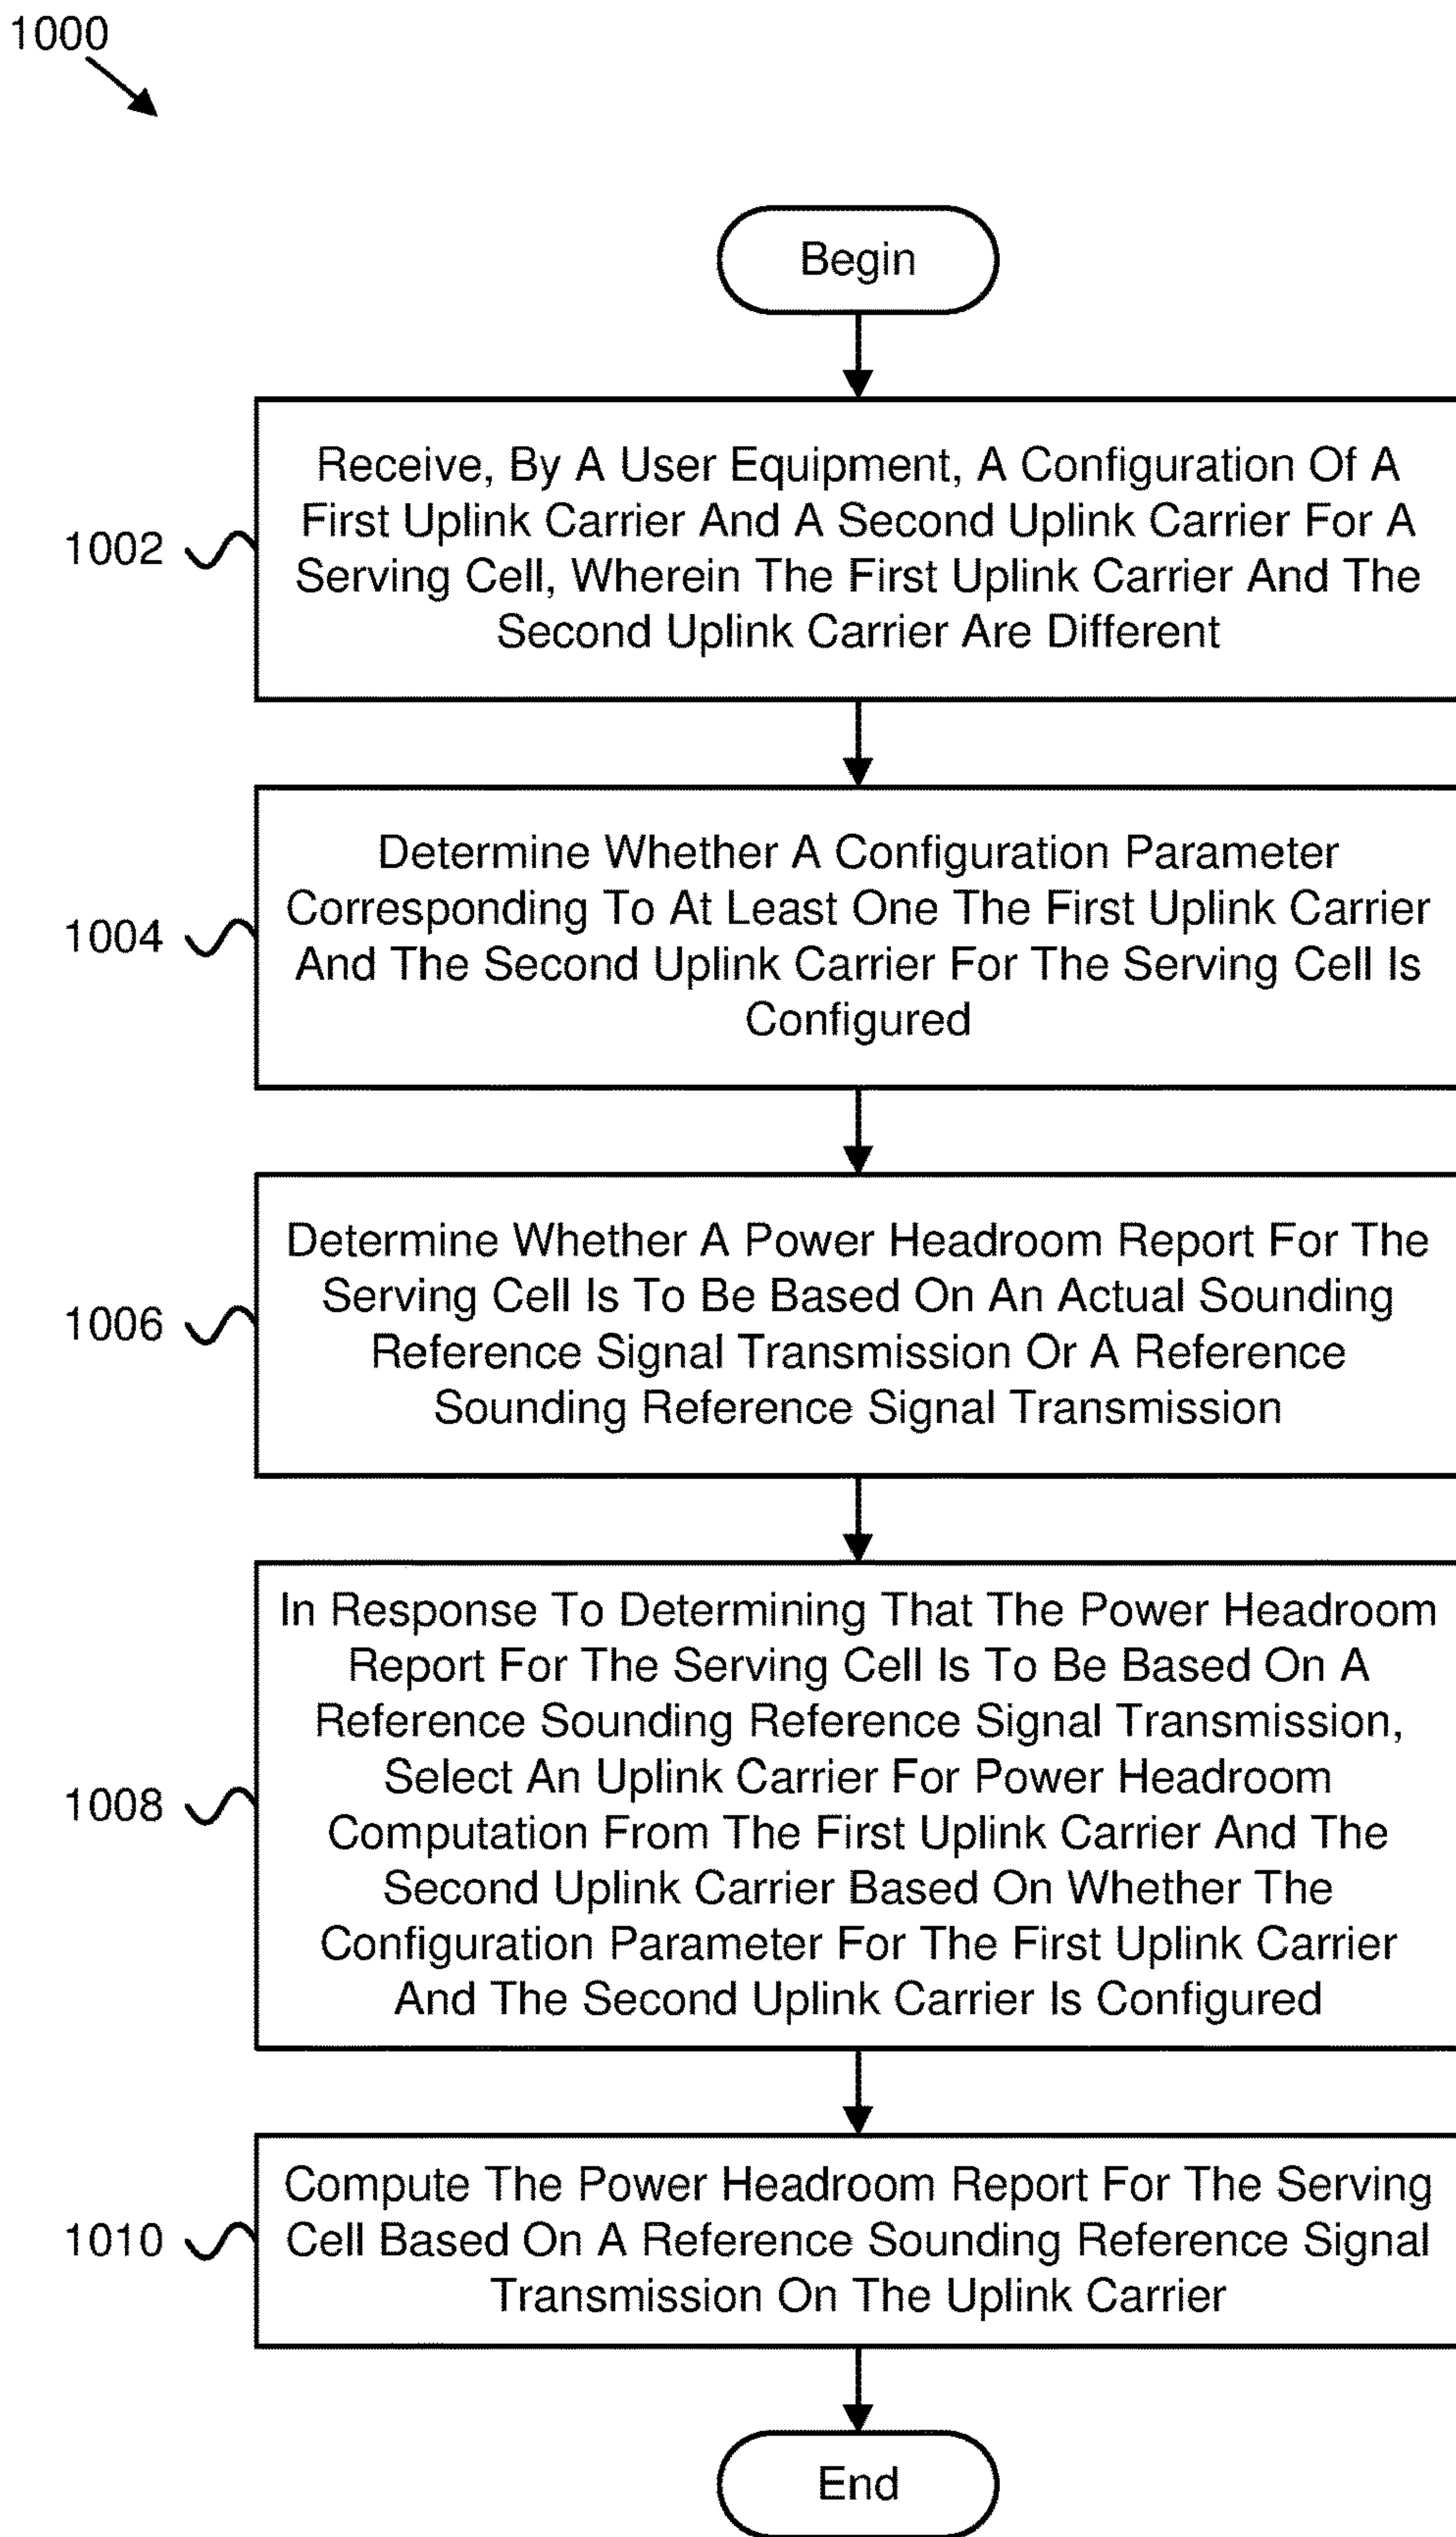 1000
Begin
1002
Receive, By A User Equipment, A Configuration Of A
First Uplink Carrier And A Second Uplink Carrier For A
Serving Cell, Wherein The First Uplink Carrier And The
Second Uplink Carrier Are Different
1004
Determine Whether A Configuration Parameter
Corresponding To At Least One The First Uplink Carrier
And The Second Uplink Carrier For The Serving Cell Is
Configured
1006
Determine Whether A Power Headroom Report For The
Serving Cell Is To Be Based On An Actual Sounding
Reference Signal Transmission Or A Reference
Sounding Reference Signal Transmission
1008
In Response To Determining That The Power Headroom
Report For The Serving Cell Is To Be Based On A
Reference Sounding Reference Signal Transmission,
Select An Uplink Carrier For Power Headroom
Computation From The First Uplink Carrier And The
Second Uplink Carrier Based On Whether The
Configuration Parameter For The First Uplink Carrier
And The Second Uplink Carrier Is Configured
1010
Compute The Power Headroom Report For The Serving
Cell Based On A Reference Sounding Reference Signal
Transmission On The Uplink Carrier
End